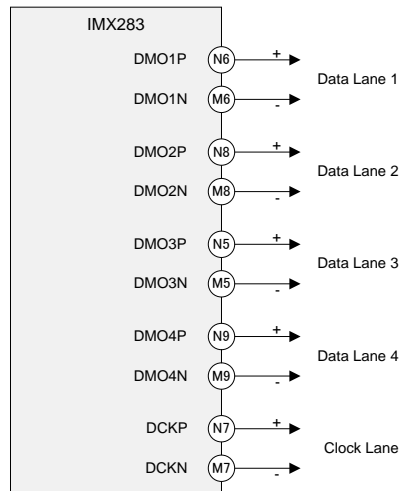 IMX283
DMO1P N6 +
Data Lane 1
DMO1N M6 -
DMO2P N8 +
Data Lane 2
DMO2N M8 -
DMO3P N5 +
Data Lane 3
DMO3N M5 -
DMO4P N9 +
Data Lane 4
DMO4N M9 -
DCKP N7 +
Clock Lane
DCKN M7 -